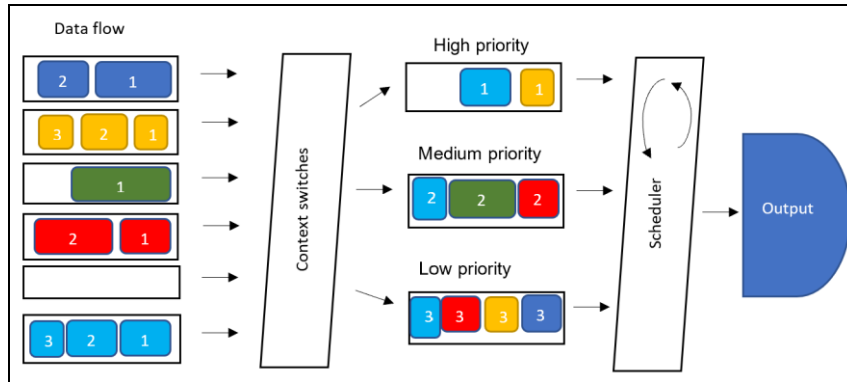 Data flow
2 1
3 2 1
1
2 1
3 2 1
Context switches
High priority
1 1
Medium priority
2 2 2
Low priority
3 3 3 3
Scheduler
Output